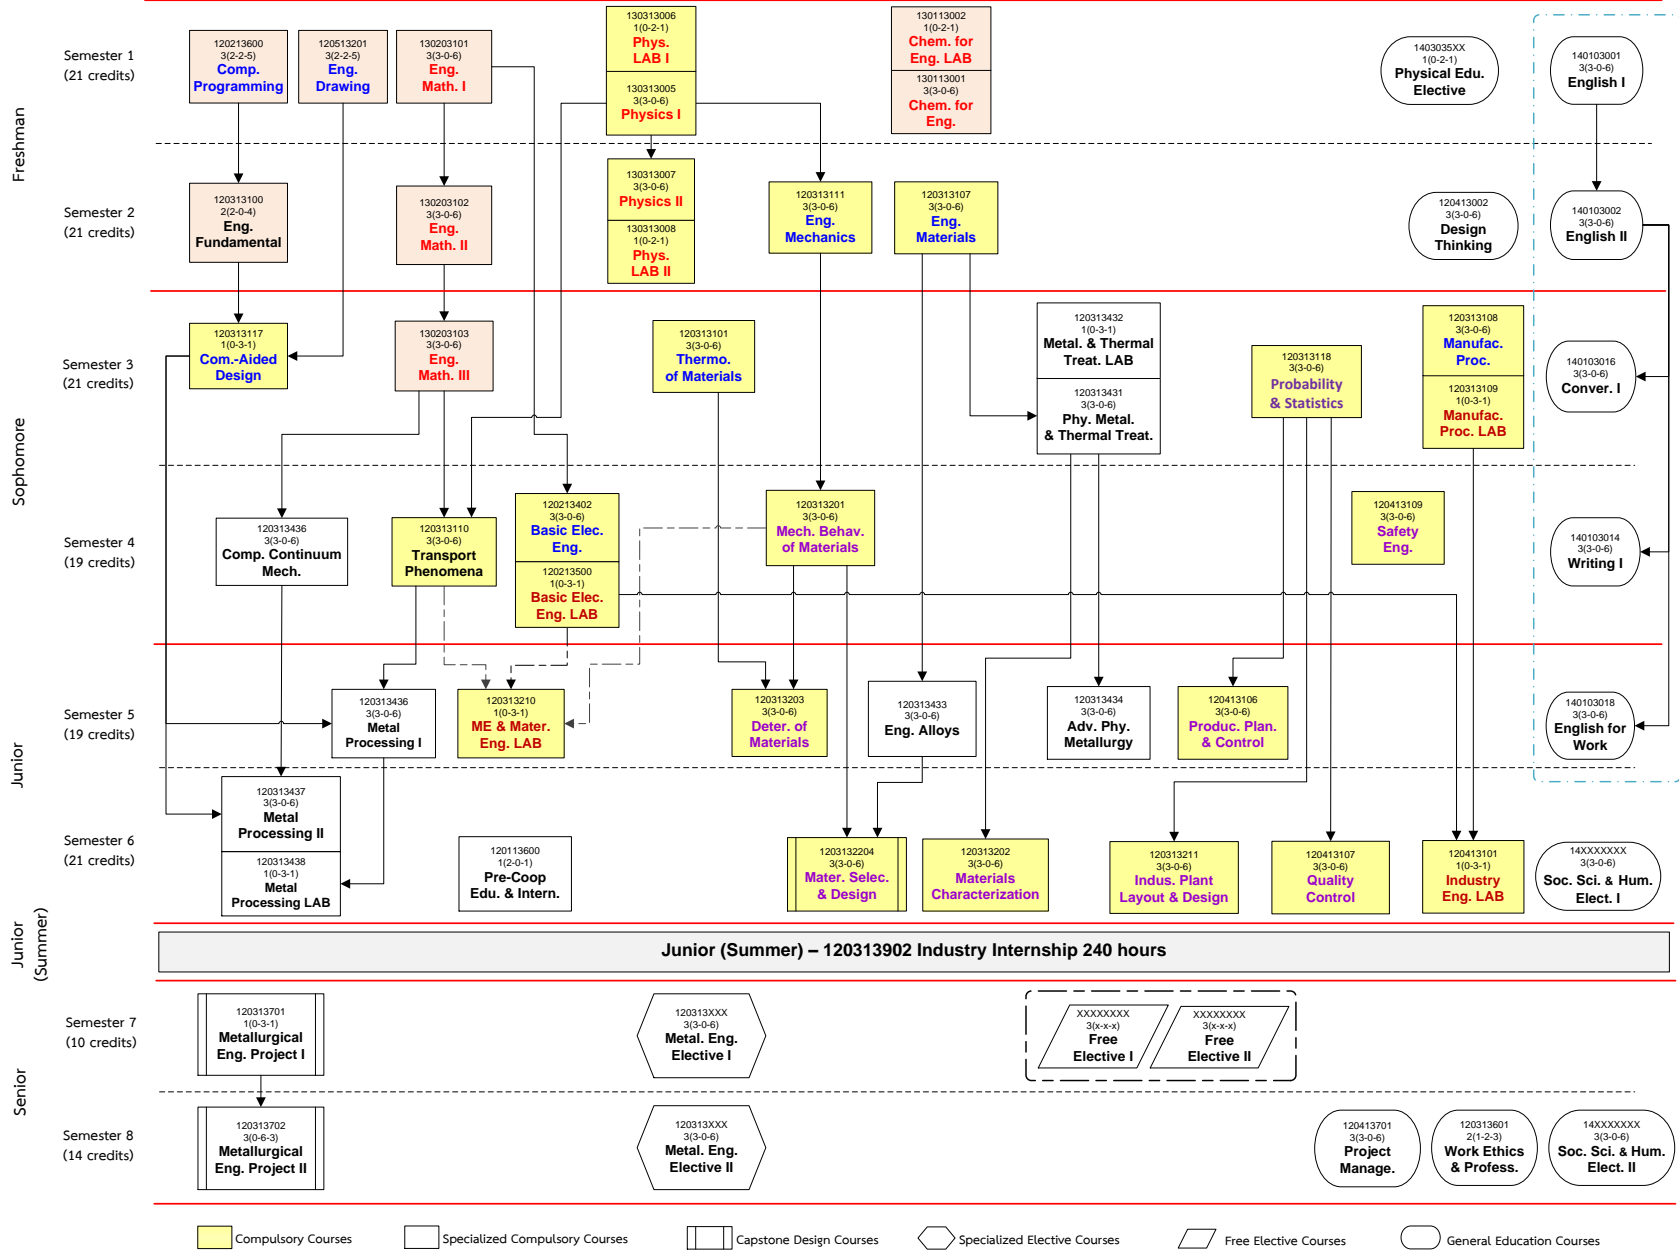 Freshman
Semester 1
(21 credits)
120213600
3(2-2-5)
Comp.
Programming
120513201
3(2-2-5)
Eng.
Drawing
130203101
3(3-0-6)
Eng.
Math. I
130313006
1(0-2-1)
Phys.
LAB I
130313005
3(3-0-6)
Physics I
130113002
1(0-2-1)
Chem. for
Eng. LAB
130113001
3(3-0-6)
Chem. for
Eng.
1403035XX
1(0-2-1)
Physical Edu.
Elective
140103001
3(3-0-6)
English I
Semester 2
(21 credits)
120313100
2(2-0-4)
Eng.
Fundamental
130203102
3(3-0-6)
Eng.
Math. II
130313007
3(3-0-6)
Physics II
130313008
1(0-2-1)
Phys.
LAB II
120313111
3(3-0-6)
Eng.
Mechanics
120313107
3(3-0-6)
Eng.
Materials
120413002
3(3-0-6)
Design
Thinking
140103002
3(3-0-6)
English II
Sophomore
Semester 3
(21 credits)
120313117
1(0-3-1)
Com.-Aided
Design
130203103
3(3-0-6)
Eng.
Math. III
120313101
3(3-0-6)
Thermo.
of Materials
120313432
1(0-3-1)
Metal. & Thermal
Treat. LAB
120313431
3(3-0-6)
Phy. Metal.
& Thermal Treat.
120313118
3(3-0-6)
Probability
& Statistics
120313108
3(3-0-6)
Manufac.
Proc.
120313109
1(0-3-1)
Manufac.
Proc. LAB
140103016
3(3-0-6)
Conver. I
Semester 4
(19 credits)
120313436
3(3-0-6)
Comp. Continuum
Mech.
120313110
3(3-0-6)
Transport
Phenomena
120213402
3(3-0-6)
Basic Elec.
Eng.
120213500
1(0-3-1)
Basic Elec.
Eng. LAB
120313201
3(3-0-6)
Mech. Behav.
of Materials
120413109
3(3-0-6)
Safety
Eng.
140103014
3(3-0-6)
Writing I
Junior
Semester 5
(19 credits)
120313436
3(3-0-6)
Metal
Processing I
120313210
1(0-3-1)
ME & Mater.
Eng. LAB
120313203
3(3-0-6)
Deter. of
Materials
120313433
3(3-0-6)
Eng. Alloys
120313434
3(3-0-6)
Adv. Phy.
Metallurgy
120413106
3(3-0-6)
Produc. Plan.
& Control
140103018
3(3-0-6)
English for
Work
Semester 6
(21 credits)
120313437
3(3-0-6)
Metal
Processing II
120313438
1(0-3-1)
Metal
Processing LAB
120113600
1(2-0-1)
Pre-Coop
Edu. & Intern.
1203132204
3(3-0-6)
Mater. Selec.
& Design
120313202
3(3-0-6)
Materials
Characterization
120313211
3(3-0-6)
Indus. Plant
Layout & Design
120413107
3(3-0-6)
Quality
Control
120413101
1(0-3-1)
Industry
Eng. LAB
14XXXXXXX
3(3-0-6)
Soc. Sci. & Hum.
Elect. I
Junior
(Summer)
Junior (Summer) – 120313902 Industry Internship 240 hours
Senior
Semester 7
(10 credits)
120313701
1(0-3-1)
Metallurgical
Eng. Project I
120313XXX
3(3-0-6)
Metal. Eng.
Elective I
XXXXXXXX
3(x-x-x)
Free
Elective I
XXXXXXXX
3(x-x-x)
Free
Elective II
Semester 8
(14 credits)
120313702
3(0-6-3)
Metallurgical
Eng. Project II
120313XXX
3(3-0-6)
Metal. Eng.
Elective II
120413701
3(3-0-6)
Project
Manage.
120313601
2(1-2-3)
Work Ethics
& Profess.
14XXXXXXX
3(3-0-6)
Soc. Sci. & Hum.
Elect. II
Compulsory Courses
Specialized Compulsory Courses
Capstone Design Courses
Specialized Elective Courses
Free Elective Courses
General Education Courses